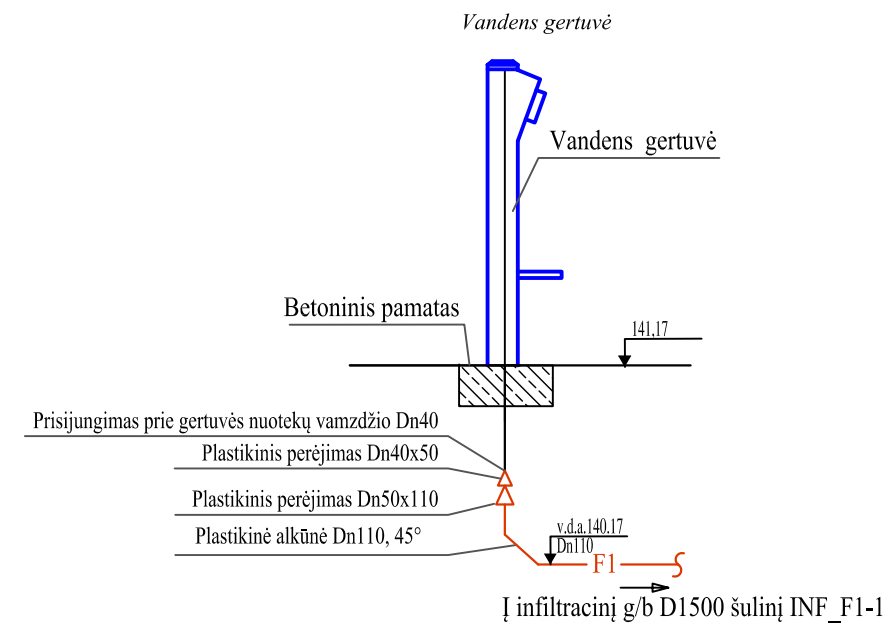 Vandens gertuvė
Vandens gertuvė
Betoninis pamatas
141,17
Prisijungimas prie gertuvės nuotekų vamzdžio Dn40
Plastikinis perėjimas Dn40x50
Plastikinis perėjimas Dn50x110
Plastikinė alkūnė Dn110, 45°
v.d.a.140.17
Dn110
F1
Į infiltracinį g/b D1500 šulinį INF_F1-1